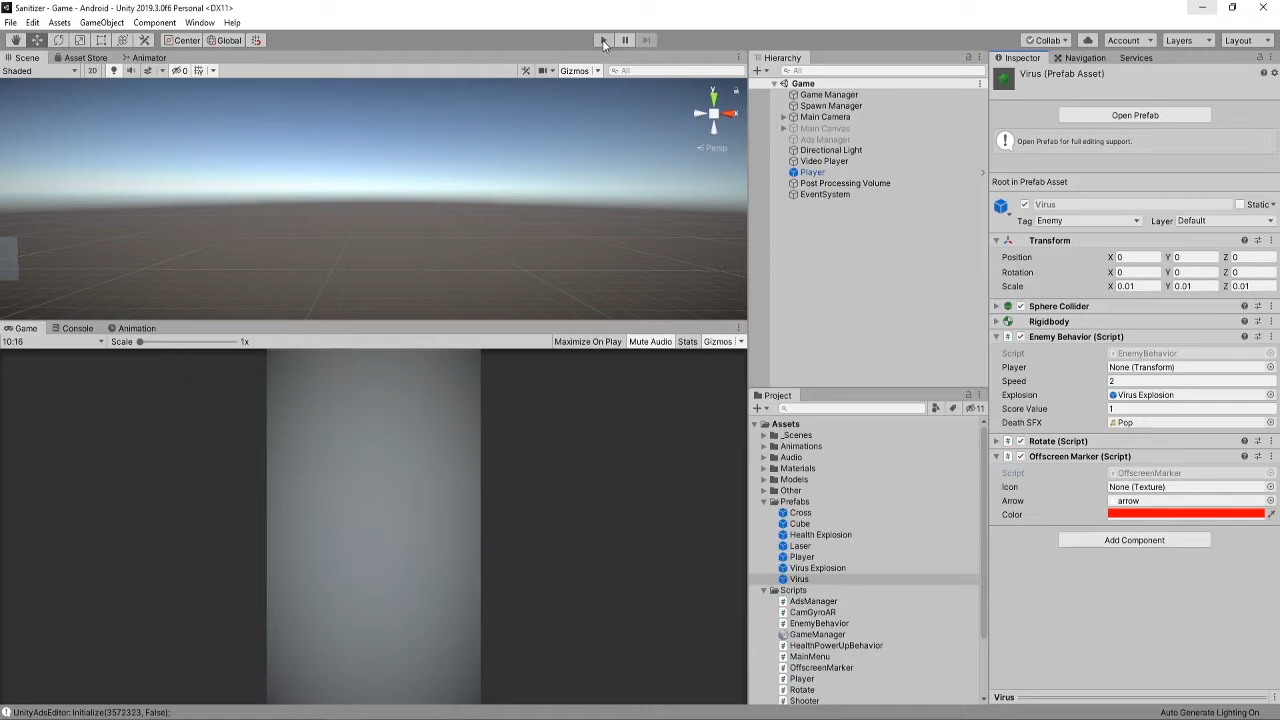 Sanitizer - Game - Android - Unity 2019.3.0f6 Personal <DX11>
File Edit Assets GameObject Component Window Help
Center Global Collab Account Layers Layout
Scene Asset Store Animator
Shaded 2D 0 Gizmos All
y
x
Persp
Game Console Animation
10:16 Scale 1x Maximize On Play Mute Audio Stats Gizmos
Hierarchy
All
Game
Game Manager
Spawn Manager
Main Camera
Main Canvas
Ads Manager
Directional Light
Video Player
Player
Post Processing Volume
EventSystem
Project
11
Assets
_Scenes
Animations
Audio
Materials
Models
Other
Prefabs
Cross
Cube
Health Explosion
Laser
Player
Virus Explosion
Virus
Scripts
AdsManager
CamGyroAR
EnemyBehavior
GameManager
HealthPowerUpBehavior
MainMenu
OffscreenMarker
Player
Rotate
Shooter
Inspector Navigation Services
Virus (Prefab Asset)
Open Prefab
Open Prefab for full editing support.
Root in Prefab Asset
Virus Static
Tag Enemy Layer Default
Transform
Position X 0 Y 0 Z 0
Rotation X 0 Y 0 Z 0
Scale X 0.01 Y 0.01 Z 0.01
Sphere Collider
Rigidbody
Enemy Behavior (Script)
Script EnemyBehavior
Player None (Transform)
Speed 2
Explosion Virus Explosion
Score Value 1
Death SFX Pop
Rotate (Script)
Offscreen Marker (Script)
Script OffscreenMarker
Icon None (Texture)
Arrow arrow
Color
Add Component
Virus
UnityAdsEditor: Initialize(3572323, False); Auto Generate Lighting On